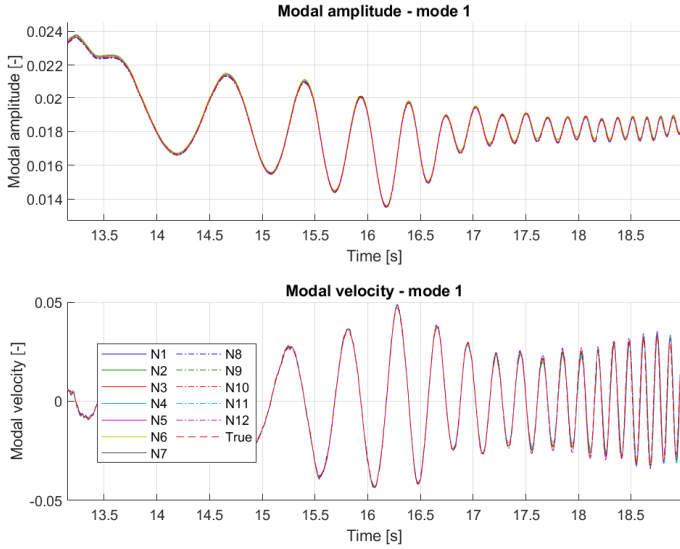 Modal amplitude - mode 1
Modal amplitude [-]
0.024
0.022
0.02
0.018
0.016
0.014
13.5 14 14.5 15 15.5 16 16.5 17 17.5 18 18.5
Time [s]
Modal velocity - mode 1
Modal velocity [-]
0.05
0
-0.05
N1 N8
N2 N9
N3 N10
N4 N11
N5 N12
N6 True
N7
13.5 14 14.5 15 15.5 16 16.5 17 17.5 18 18.5
Time [s]